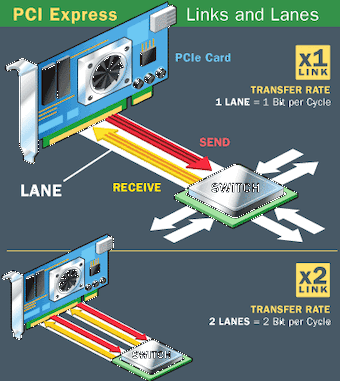 PCI Express Links and Lanes
PCIe Card
x1
LINK
TRANSFER RATE
1 LANE = 1 Bit per Cycle
SEND
LANE
RECEIVE
SWITCH
x2
LINK
TRANSFER RATE
2 LANES = 2 Bit per Cycle
SWITCH